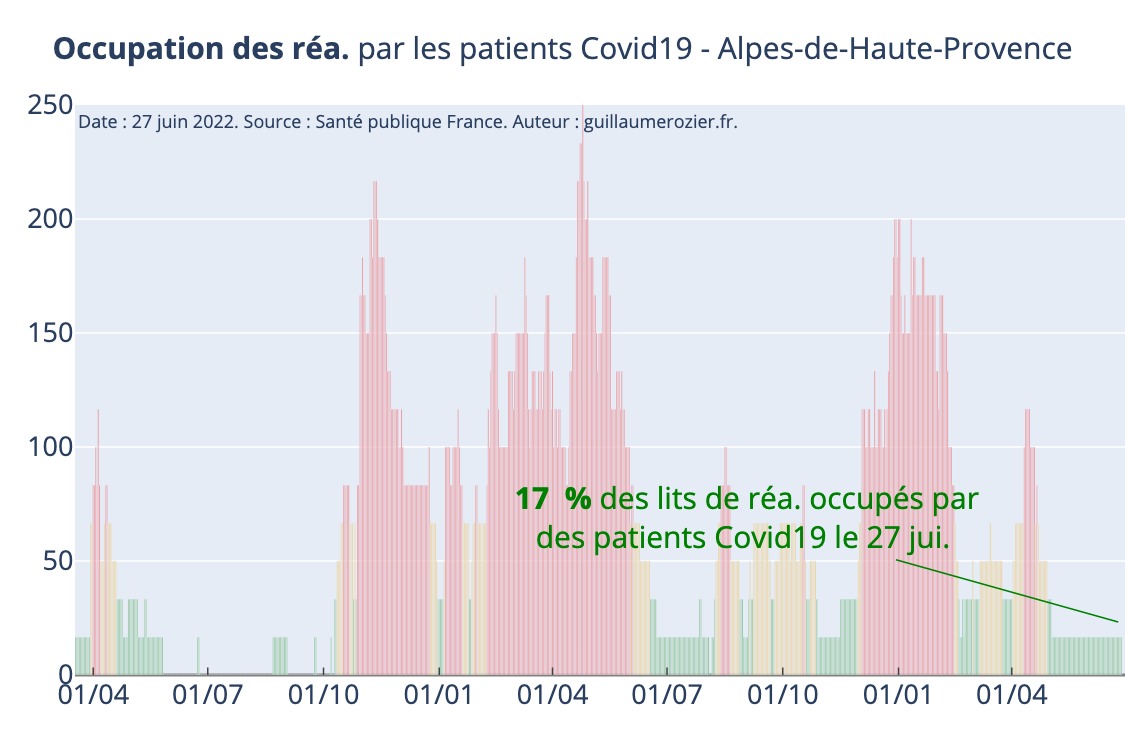 Occupation des réa. par les patients Covid19 - Alpes-de-Haute-Provence
250
Date : 27 juin 2022. Source : Santé publique France. Auteur : guillaumerozier.fr.
200
150
100
17 % des lits de réa. occupés par
des patients Covid19 le 27 jui.
50
0
01/04 01/07 01/10 01/01 01/04 01/07 01/10 01/01 01/04